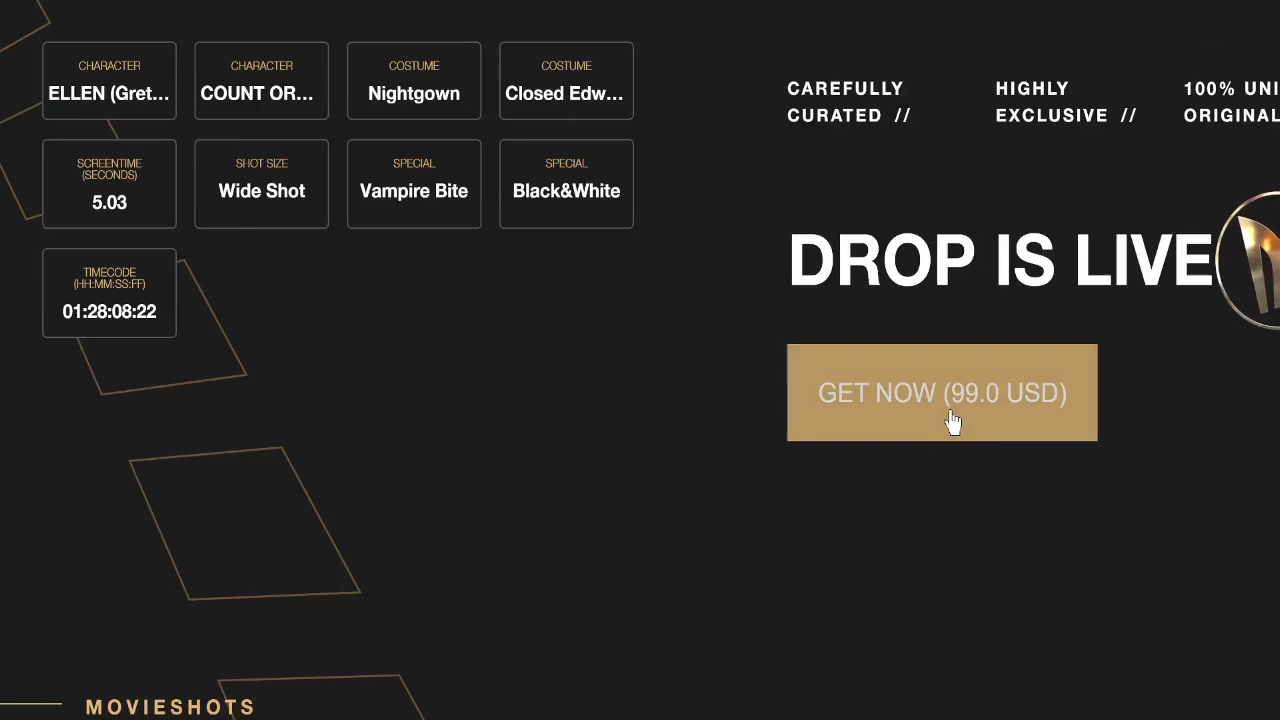 CHARACTER
ELLEN (Gret...
CHARACTER
COUNT OR...
COSTUME
Nightgown
COSTUME
Closed Edw...
SCREENTIME
(SECONDS)
5.03
SHOT SIZE
Wide Shot
SPECIAL
Vampire Bite
SPECIAL
Black&White
TIMECODE
(HH:MM:SS:FF)
01:28:08:22
CAREFULLY
CURATED //
HIGHLY
EXCLUSIVE //
100% UNI
ORIGINAL
DROP IS LIVE
GET NOW (99.0 USD)
MOVIESHOTS